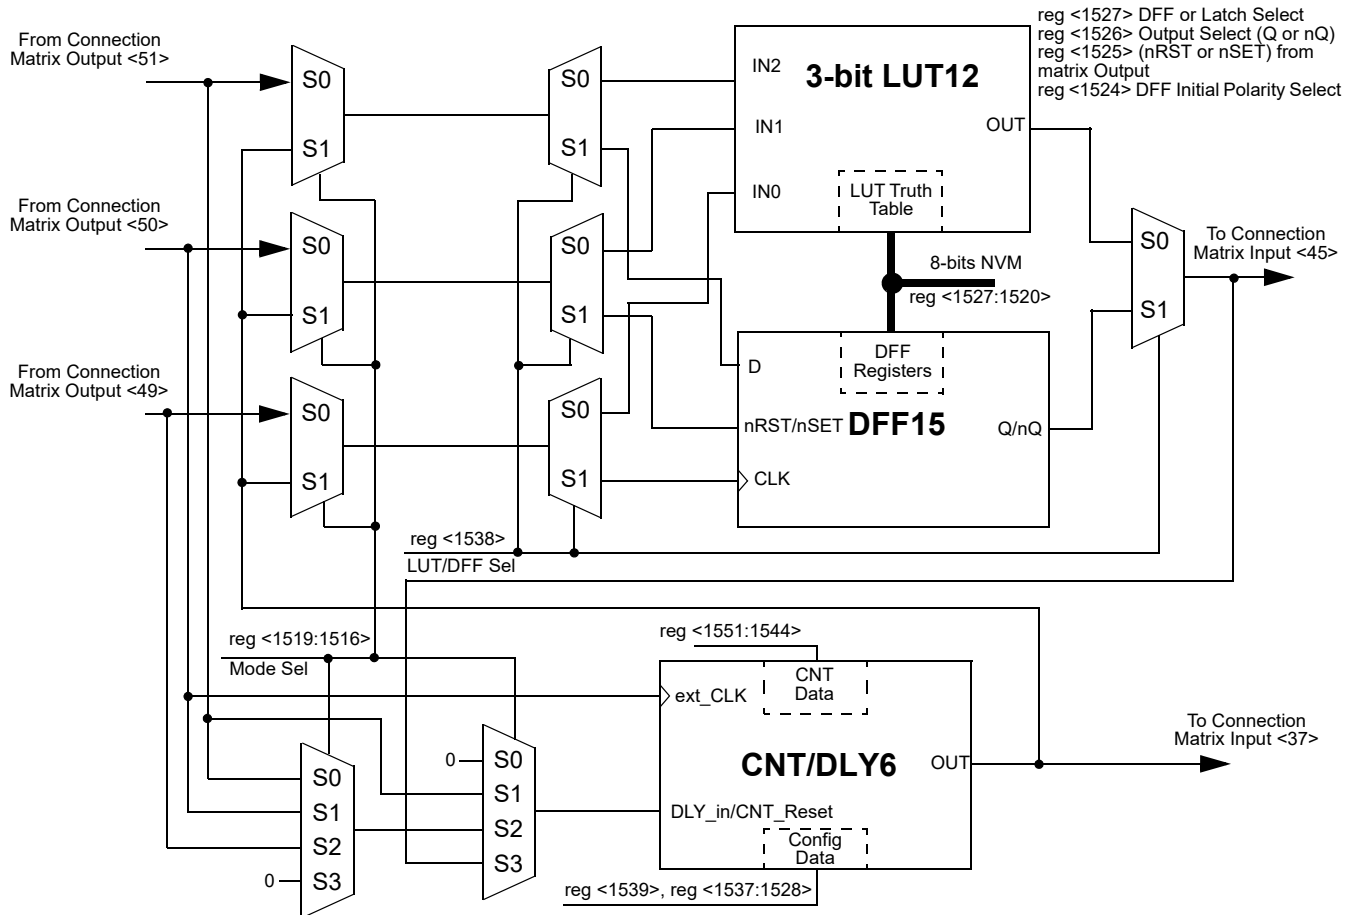 From Connection
Matrix Output <51>
S0
S1
S0
S1
IN2
IN1
IN0
3-bit LUT12
OUT
LUT Truth
Table
reg <1527> DFF or Latch Select
reg <1526> Output Select (Q or nQ)
reg <1525> (nRST or nSET) from
matrix Output
reg <1524> DFF Initial Polarity Select
From Connection
Matrix Output <50>
S0
S1
S0
S1
8-bits NVM
reg <1527:1520>
S0
S1
To Connection
Matrix Input <45>
From Connection
Matrix Output <49>
S0
S1
S0
S1
D
nRST/nSET
CLK
DFF
Registers
DFF15
Q/nQ
reg <1538>
LUT/DFF Sel
reg <1519:1516>
Mode Sel
reg <1551:1544>
CNT
Data
ext_CLK
CNT/DLY6
OUT
DLY_in/CNT_Reset
Config
Data
To Connection
Matrix Input <37>
S0
S1
S2
S3
0
0
S0
S1
S2
S3
reg <1539>, reg <1537:1528>